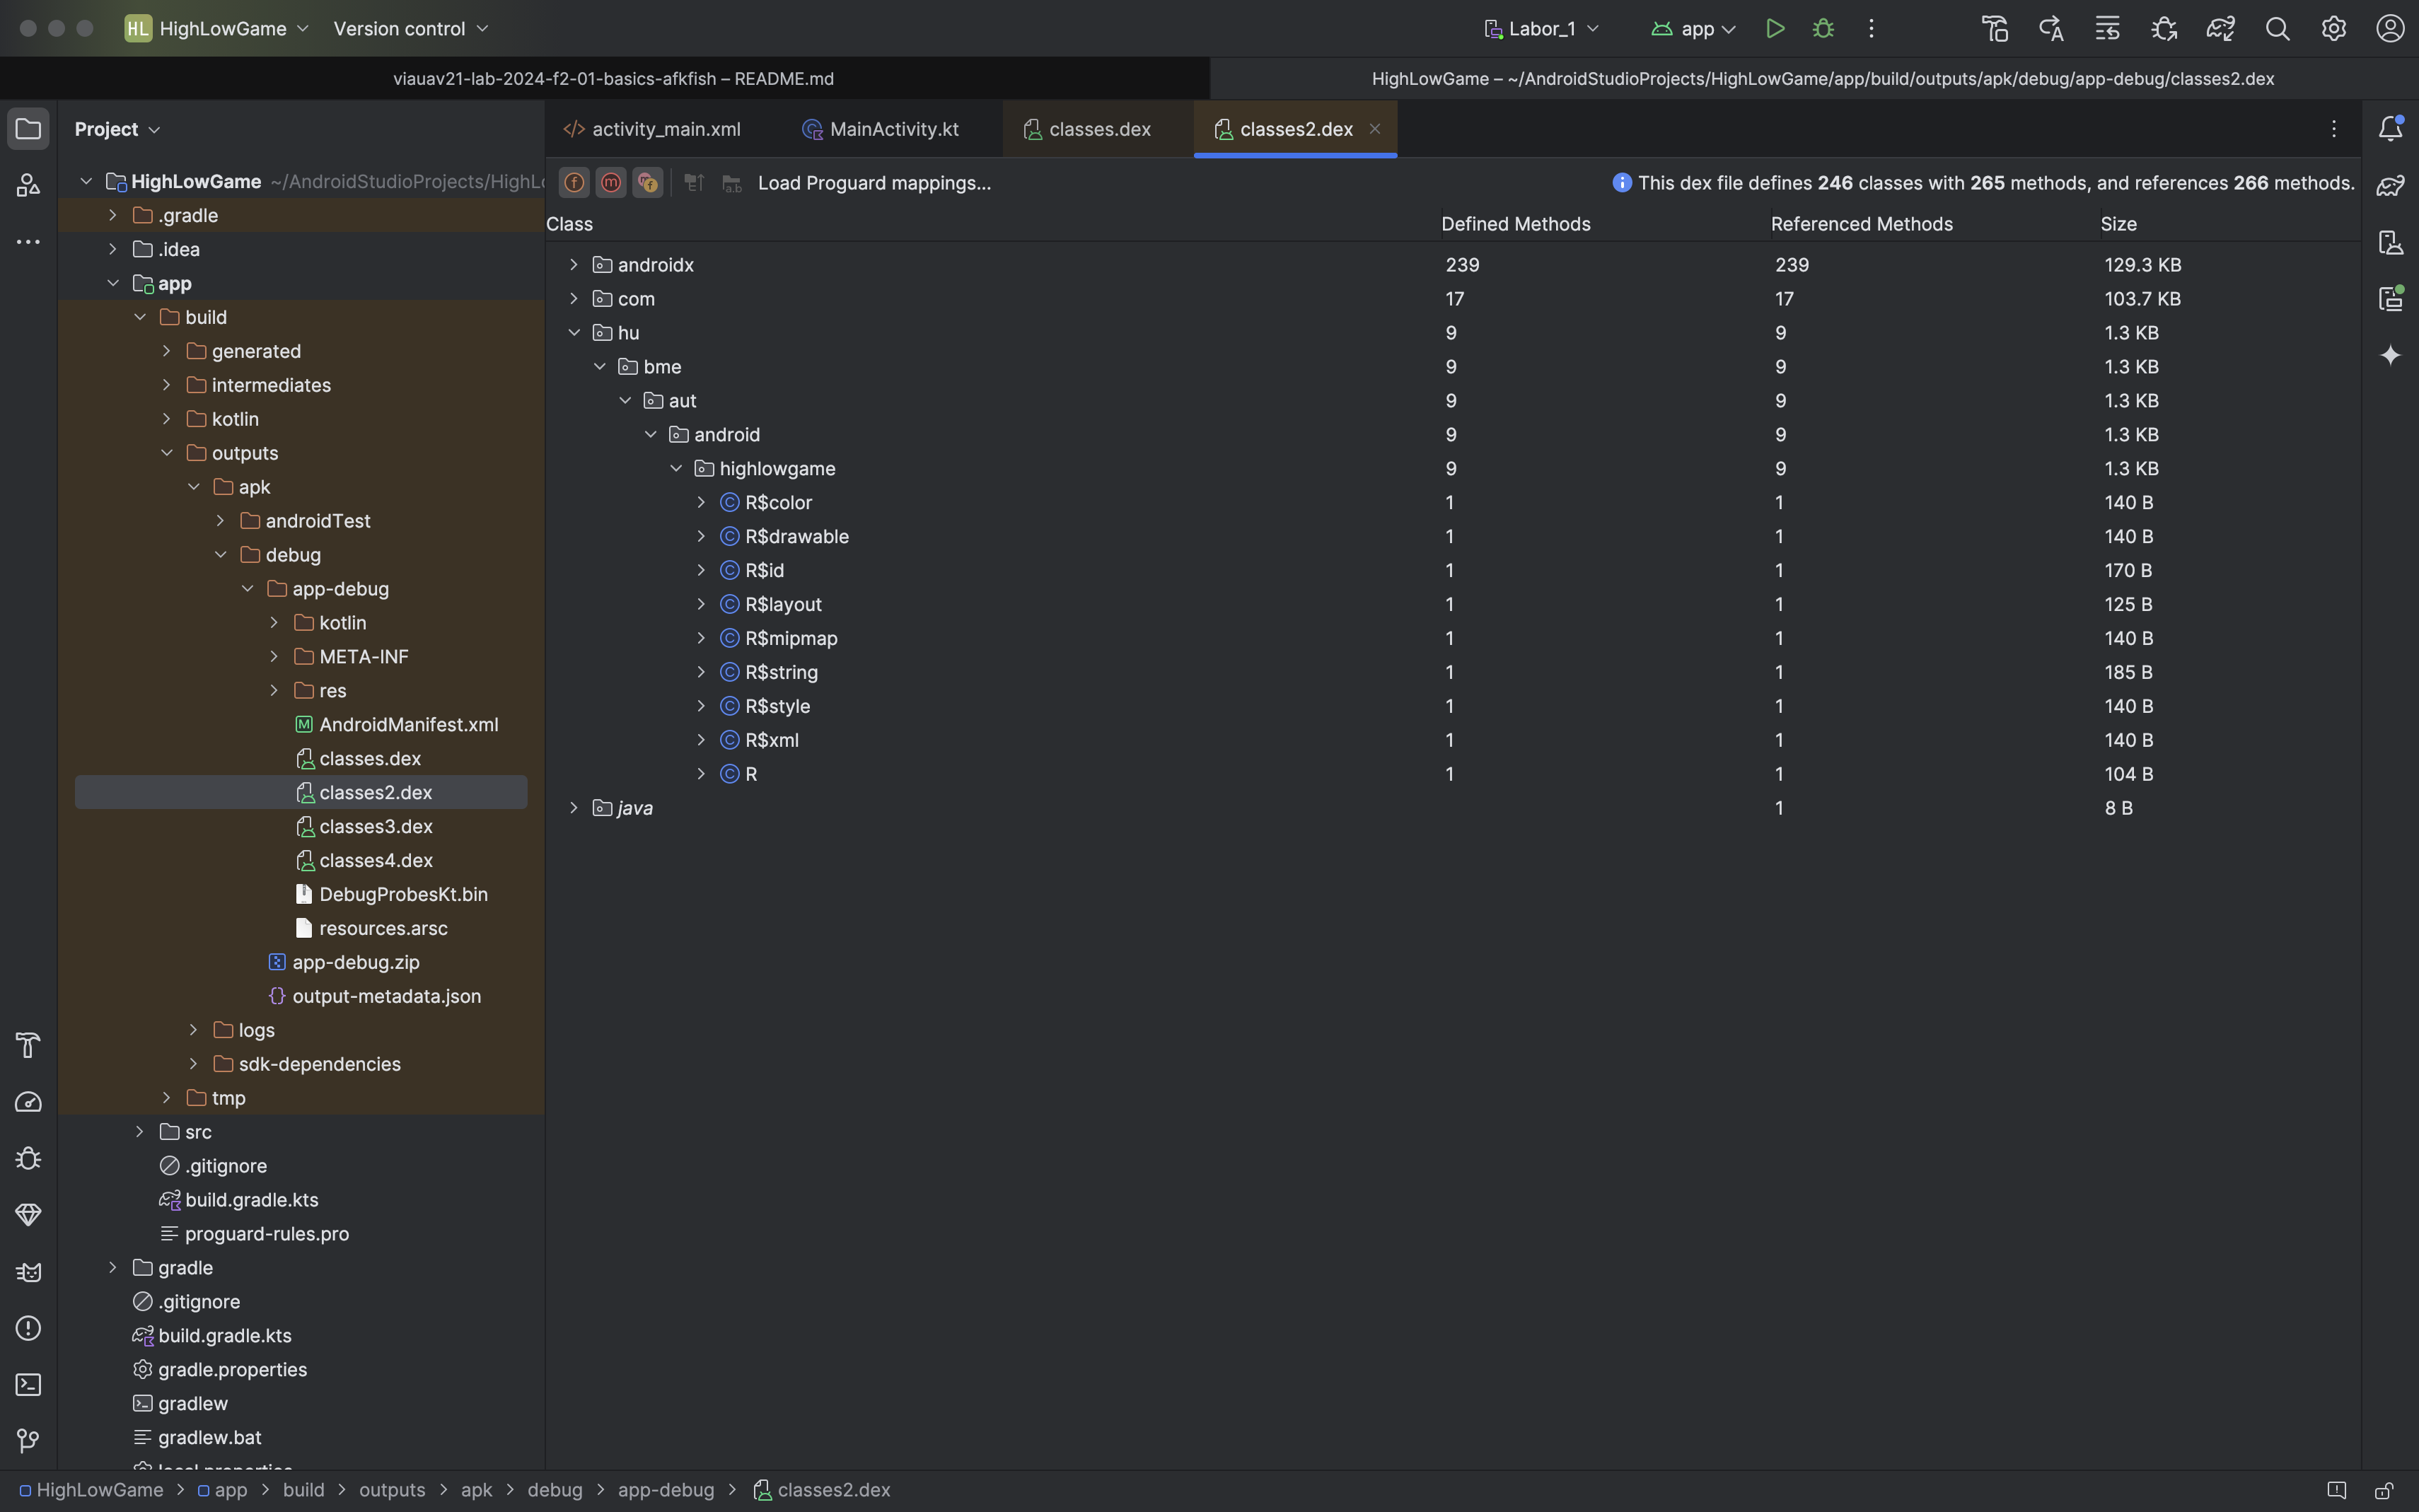 HL HighLowGame Version control Labor_1 app
viauav21-lab-2024-f2-01-basics-afkfish – README.md
HighLowGame – ~/AndroidStudioProjects/HighLowGame/app/build/outputs/apk/debug/app-debug/classes2.dex
Project
HighLowGame ~/AndroidStudioProjects/HighL
.gradle
.idea
app
build
generated
intermediates
kotlin
outputs
apk
androidTest
debug
app-debug
kotlin
META-INF
res
AndroidManifest.xml
classes.dex
classes2.dex
classes3.dex
classes4.dex
DebugProbesKt.bin
resources.arsc
app-debug.zip
output-metadata.json
logs
sdk-dependencies
tmp
src
.gitignore
build.gradle.kts
proguard-rules.pro
gradle
.gitignore
build.gradle.kts
gradle.properties
gradlew
gradlew.bat
local.properties
activity_main.xml MainActivity.kt classes.dex classes2.dex
Load Proguard mappings... This dex file defines 246 classes with 265 methods, and references 266 methods.
Class Defined Methods Referenced Methods Size
androidx 239 239 129.3 KB
com 17 17 103.7 KB
hu 9 9 1.3 KB
bme 9 9 1.3 KB
aut 9 9 1.3 KB
android 9 9 1.3 KB
highlowgame 9 9 1.3 KB
R$color 1 1 140 B
R$drawable 1 1 140 B
R$id 1 1 170 B
R$layout 1 1 125 B
R$mipmap 1 1 140 B
R$string 1 1 185 B
R$style 1 1 140 B
R$xml 1 1 140 B
R 1 1 104 B
java 1 8 B
HighLowGame > app > build > outputs > apk > debug > app-debug > classes2.dex